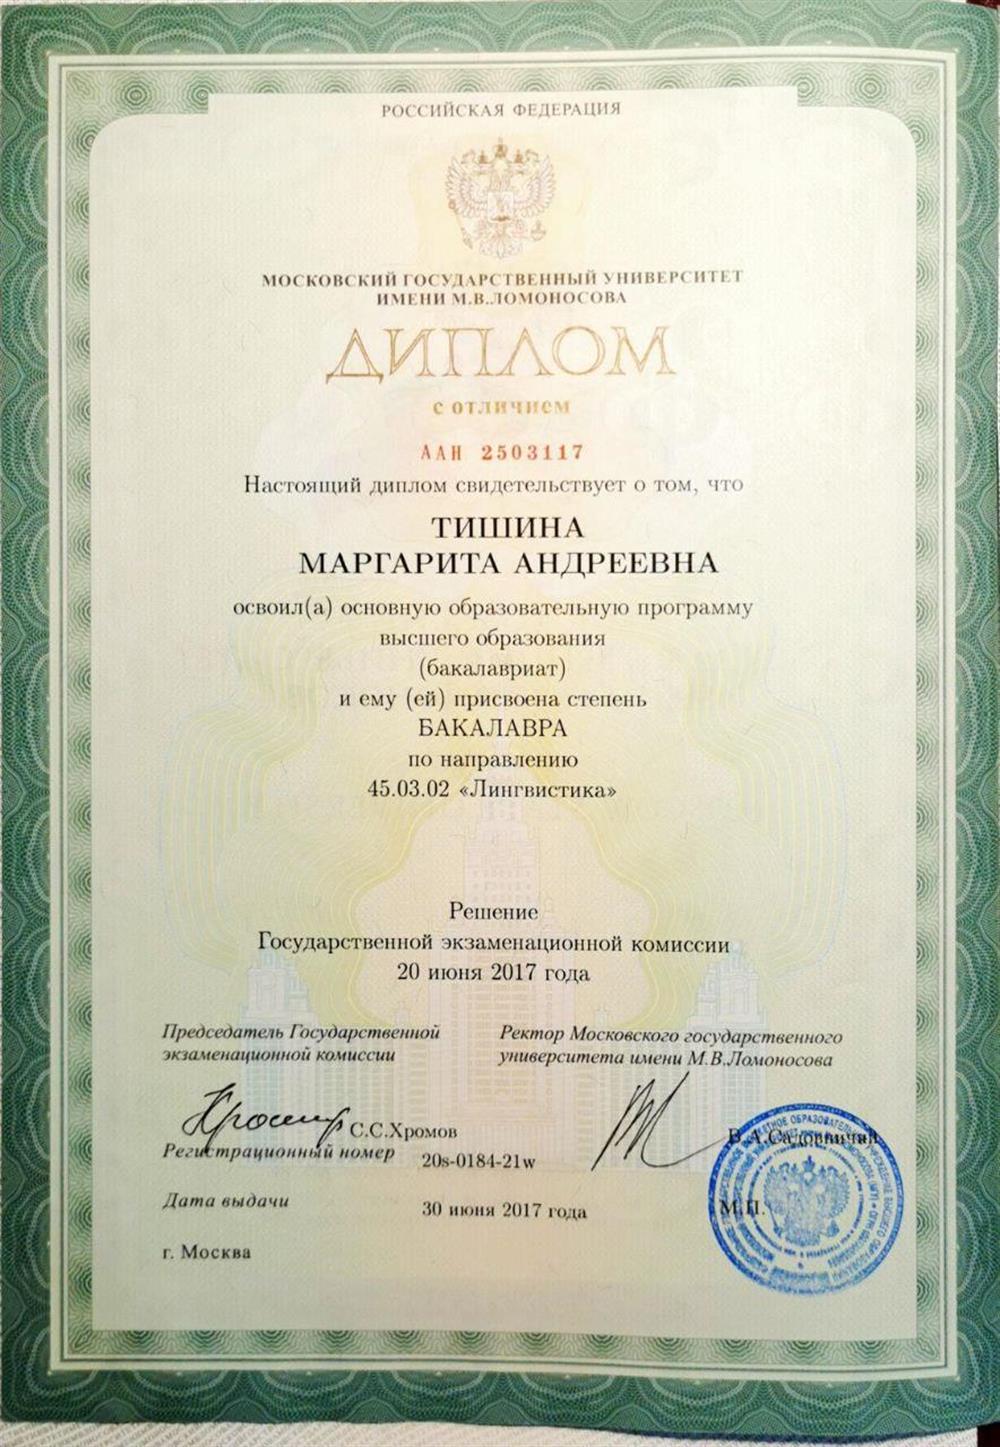 РОССИЙСКАЯ ФЕДЕРАЦИЯ
МОСКОВСКИЙ ГОСУДАРСТВЕННЫЙ УНИВЕРСИТЕТ
ИМЕНИ М.В.ЛОМОНОСОВА
ДИПЛОМ
С ОТЛИЧИЕМ
ААН 2503117
Настоящий диплом свидетельствует о том, что
ТИШИНА
МАРГАРИТА АНДРЕЕВНА
освоил(а) основную образовательную программу
высшего образования
(бакалавриат)
и ему (ей) присвоена степень
БАКАЛАВРА
по направлению
45.03.02 «Лингвистика»
Решение
Государственной экзаменационной комиссии
20 июня 2017 года
Председатель Государственной
экзаменационной комиссии
С.С.Хромов
Ректор Московского государственного
университета имени М.В.Ломоносова
В.А.Садовничий
Регистрационный номер 20s-0184-21w
Дата выдачи 30 июня 2017 года
М.П.
г. Москва